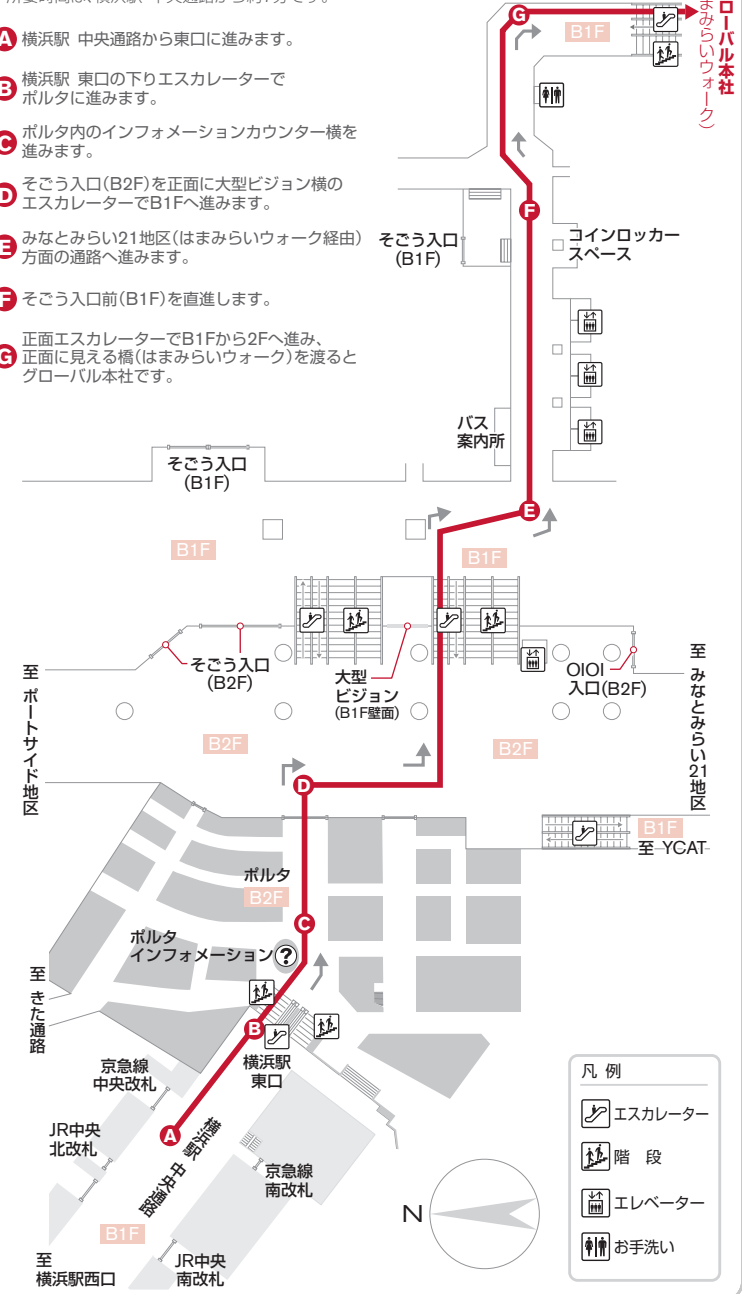 A 横浜駅 中央通路から東口に進みます。
B 横浜駅 東口の下りエスカレーターで
ポルタに進みます。
C ポルタ内のインフォメーションカウンター横を
進みます。
D そごう入口(B2F)を正面に大型ビジョン横の
エスカレーターでB1Fへ進みます。
E みなとみらい21地区(はまみらいウォーク経由)
方面の通路へ進みます。
F そごう入口前(B1F)を直進します。
G 正面エスカレーターでB1Fから2Fへ進み、
正面に見える橋(はまみらいウォーク)を渡ると
グローバル本社です。
G
B1F
ローバル本社
まみらいウォーク)
F
そごう入口
(B1F)
コインロッカー
スペース
バス
案内所
そごう入口
(B1F)
E
B1F
B1F
そごう入口
(B2F)
大型
ビジョン
(B1F壁面)
OIOI
入口(B2F)
至 ポートサイド地区
至 みなとみらい21地区
B2F
B2F
D
B1F
至 YCAT
ポルタ
B2F
C
ポルタ
インフォメーション
?
至 きた通路
B
横浜駅
東口
京急線
中央改札
A
JR中央
北改札
横浜駅 中央通路
京急線
南改札
B1F
至
横浜駅西口
JR中央
南改札
N
凡 例
エスカレーター
階 段
エレベーター
お手洗い